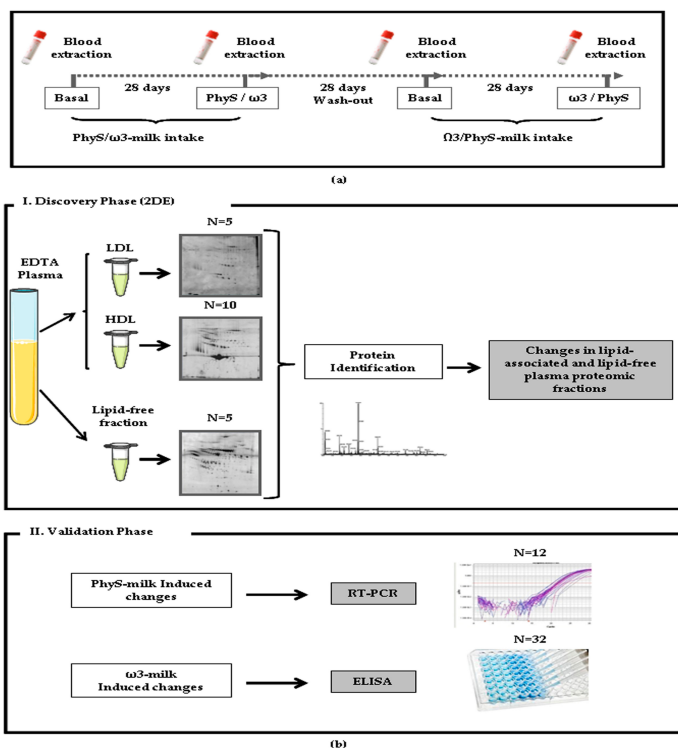 Blood extraction
Blood extraction
Blood extraction
Blood extraction
28 days
28 days
Wash-out
28 days
Basal
PhyS / ω3
Basal
ω3 / PhyS
PhyS/ω3-milk intake
Ω3/PhyS-milk intake
(a)
I. Discovery Phase (2DE)
EDTA
Plasma
LDL
N=5
HDL
N=10
Lipid-free
fraction
N=5
Protein
Identification
Changes in lipid-
associated and lipid-free
plasma proteomic
fractions
II. Validation Phase
PhyS-milk Induced
changes
RT-PCR
N=12
ω3-milk
Induced changes
ELISA
N=32
(b)